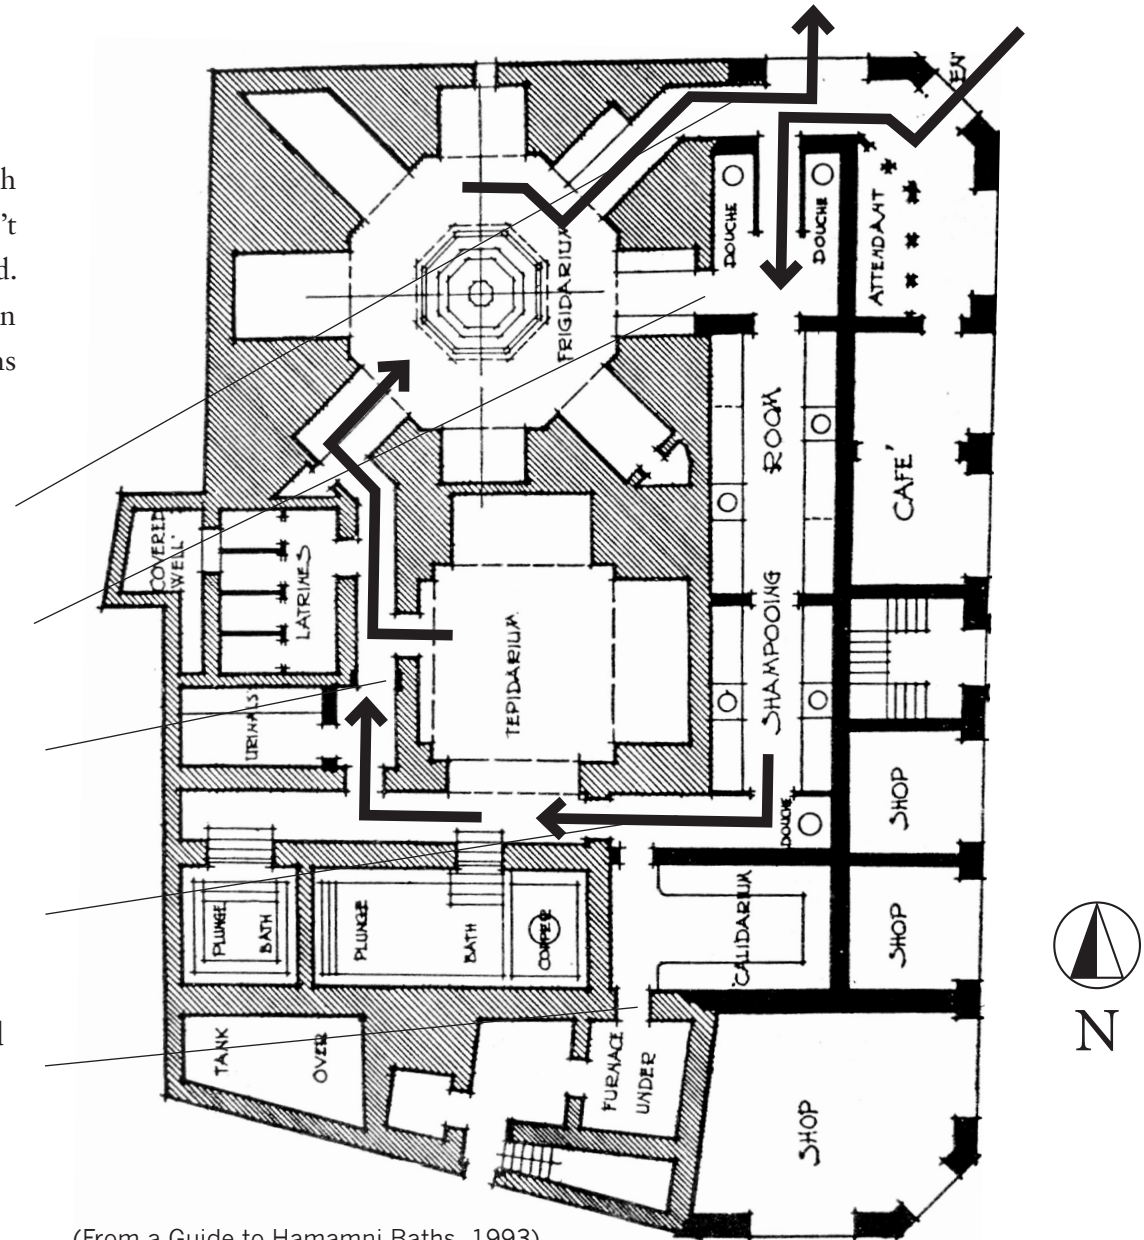 h
't
d.
n
ns
EN
DOUCHE
DOUCHE
ATTENDANT
FRIGIDARIUM
ROOM
CAFE'
COVERED
WELL'
LATRINES
TEPIDARIUM
SHAMPOOING
URINALS
SHOP
DOUCHE
PLUNGE
BATH
PLUNGE
BATH
COPPER
CALIDARIUM
SHOP
N
TANK
OVER
FURNACE
UNDER
SHOP
(From a Guide to Hamamni Baths, 1993)